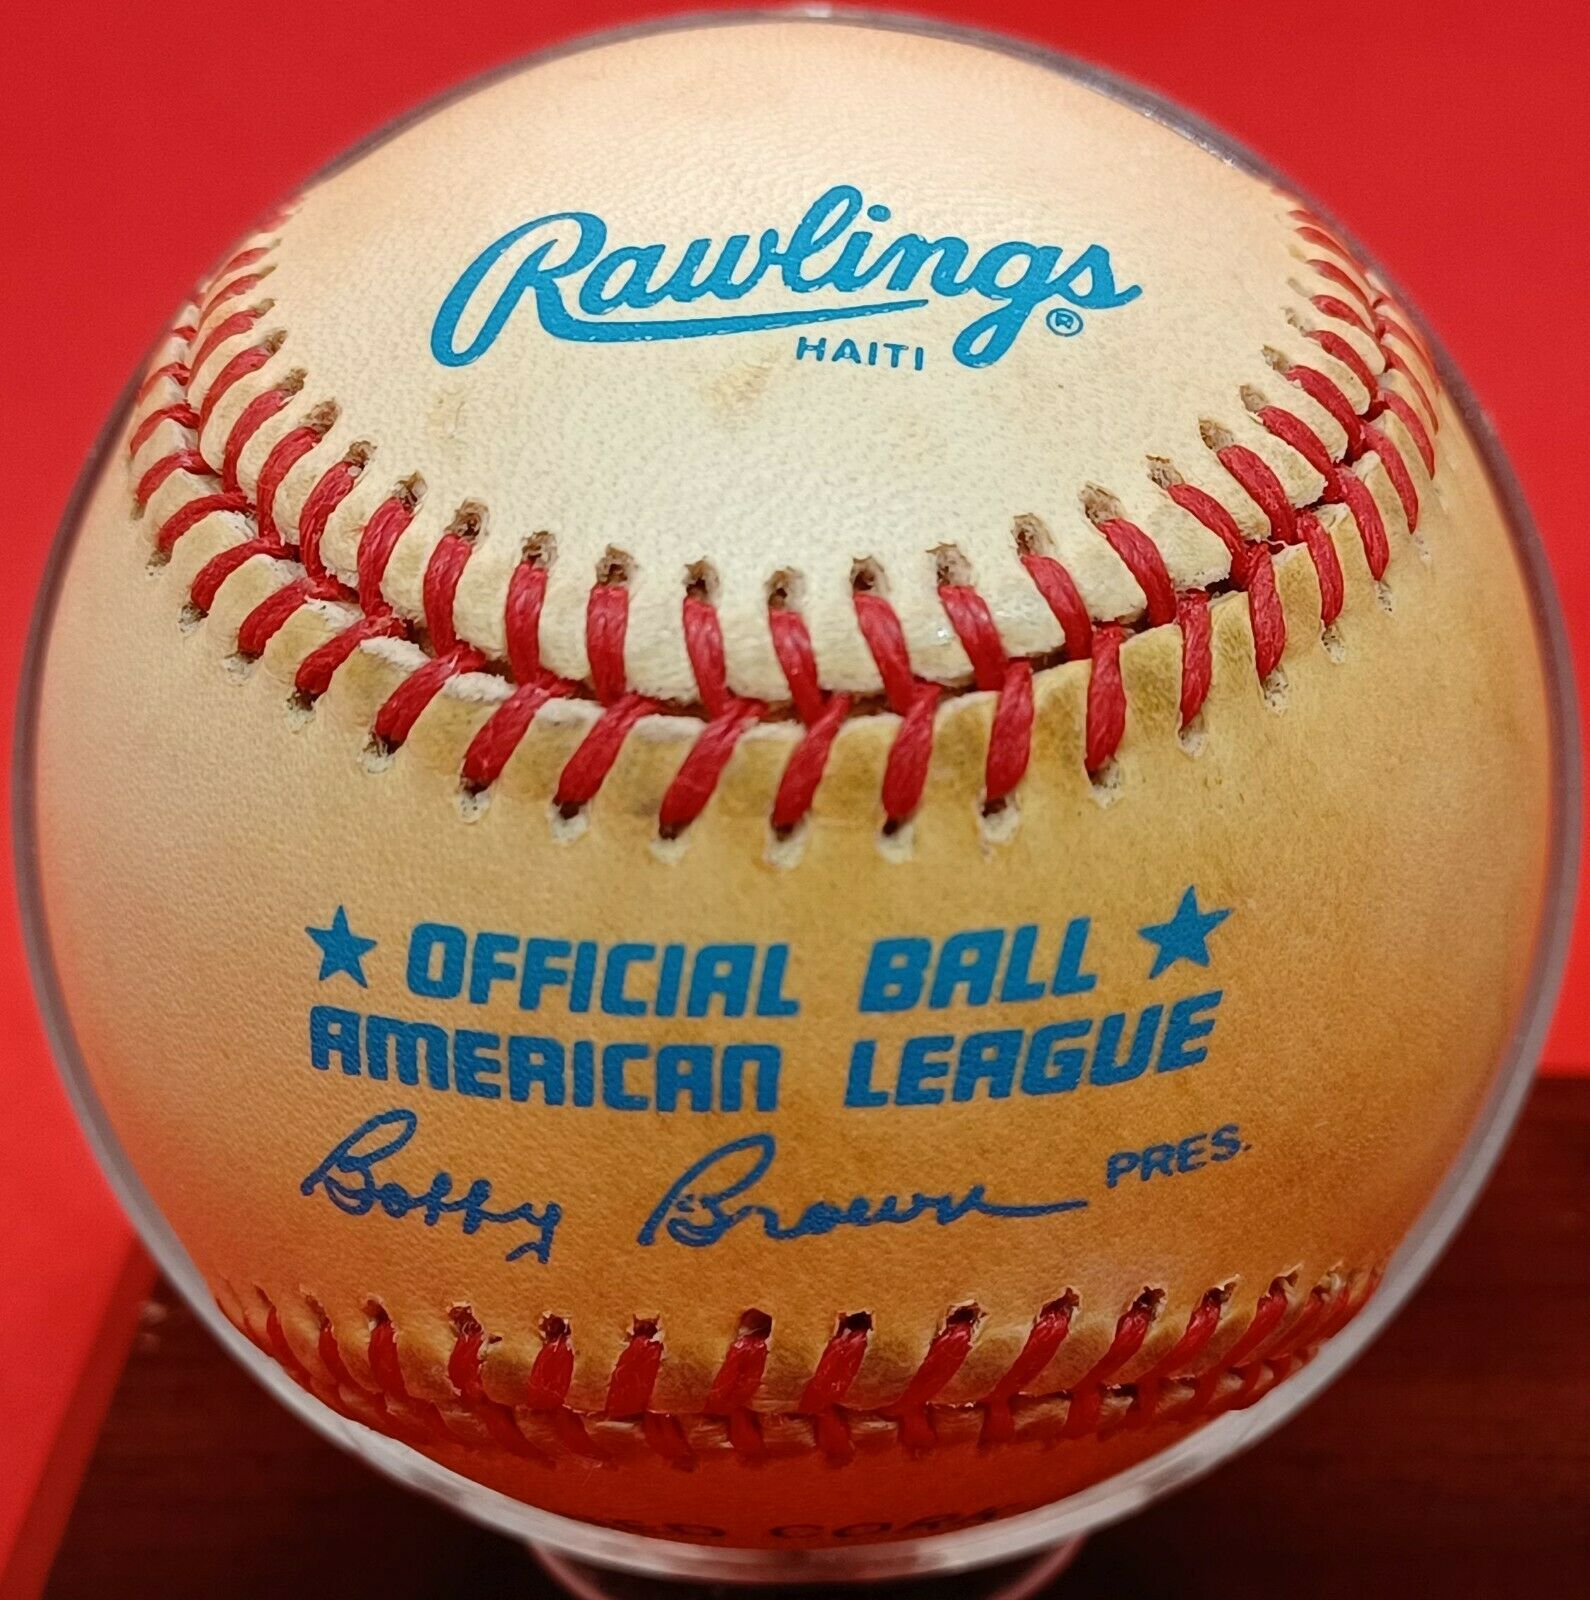 Rawlings ®
HAITI
★ OFFICIAL BALL ★
AMERICAN LEAGUE
Bobby Brown PRES.